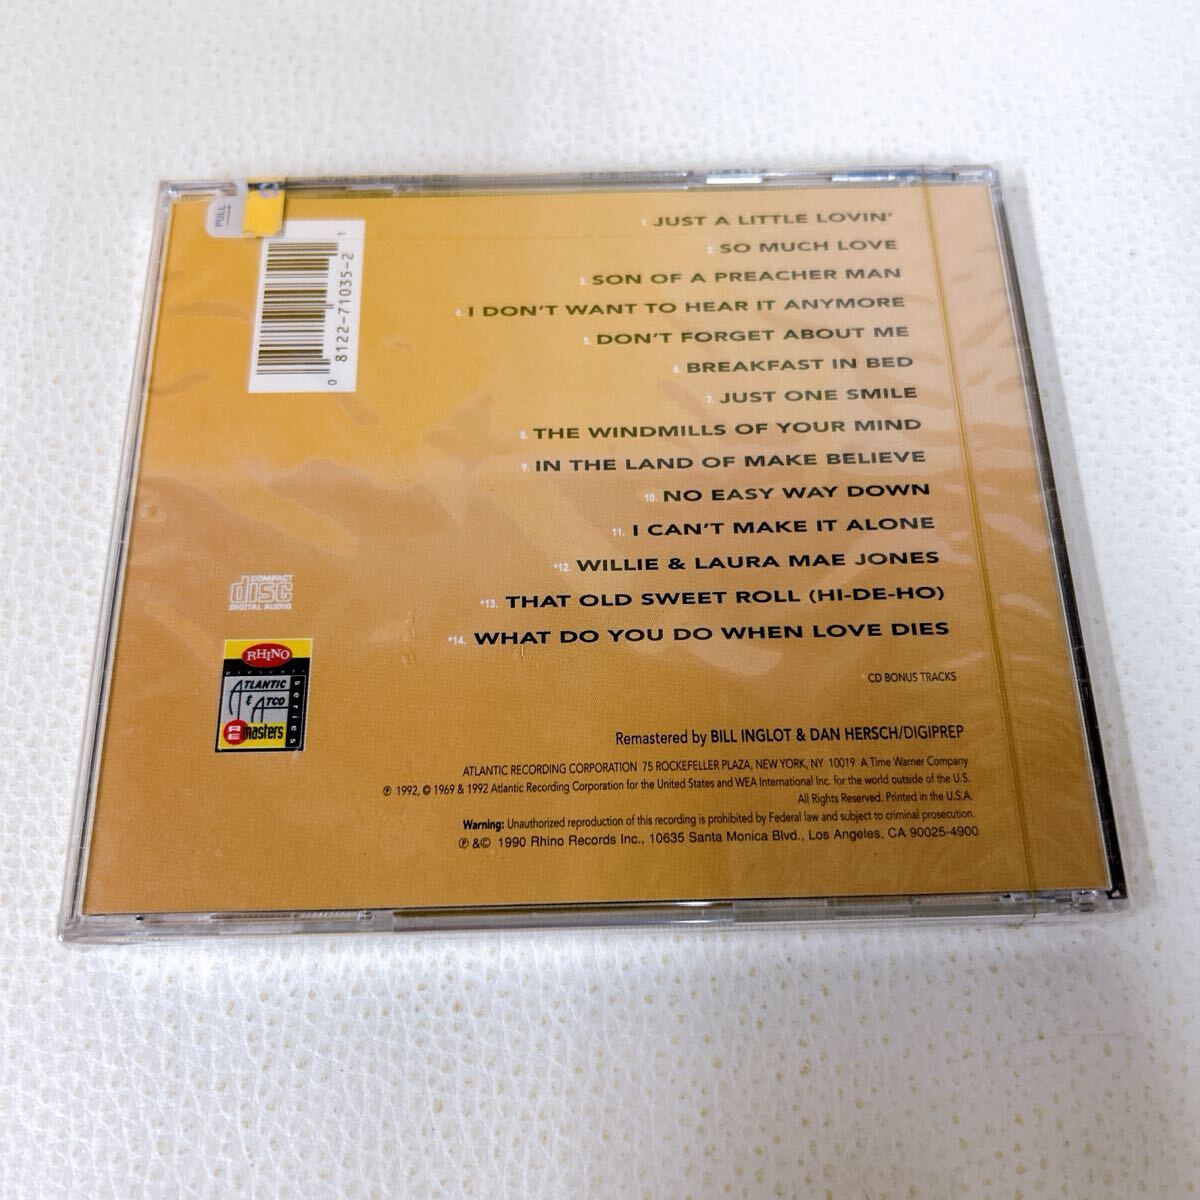 PULL
0 8122-71035-2 1
1. JUST A LITTLE LOVIN'
2. SO MUCH LOVE
3. SON OF A PREACHER MAN
4. I DON'T WANT TO HEAR IT ANYMORE
5. DON'T FORGET ABOUT ME
6. BREAKFAST IN BED
7. JUST ONE SMILE
8. THE WINDMILLS OF YOUR MIND
9. IN THE LAND OF MAKE BELIEVE
10. NO EASY WAY DOWN
11. I CAN'T MAKE IT ALONE
*12. WILLIE & LAURA MAE JONES
*13. THAT OLD SWEET ROLL (HI-DE-HO)
*14. WHAT DO YOU DO WHEN LOVE DIES
* CD BONUS TRACKS
COMPACT
disc
DIGITAL AUDIO
RHINO
presents
ATLANTIC
& ATCO
REmasters
series
Remastered by BILL INGLOT & DAN HERSCH/DIGIPREP
ATLANTIC RECORDING CORPORATION 75 ROCKEFELLER PLAZA, NEW YORK, NY 10019 A Time Warner Company
℗ 1992, © 1969 & 1992 Atlantic Recording Corporation for the United States and WEA International Inc. for the world outside of the U.S.
All Rights Reserved. Printed in the U.S.A.
Warning: Unauthorized reproduction of this recording is prohibited by Federal law and subject to criminal prosecution.
℗ &© 1990 Rhino Records Inc., 10635 Santa Monica Blvd., Los Angeles, CA 90025-4900